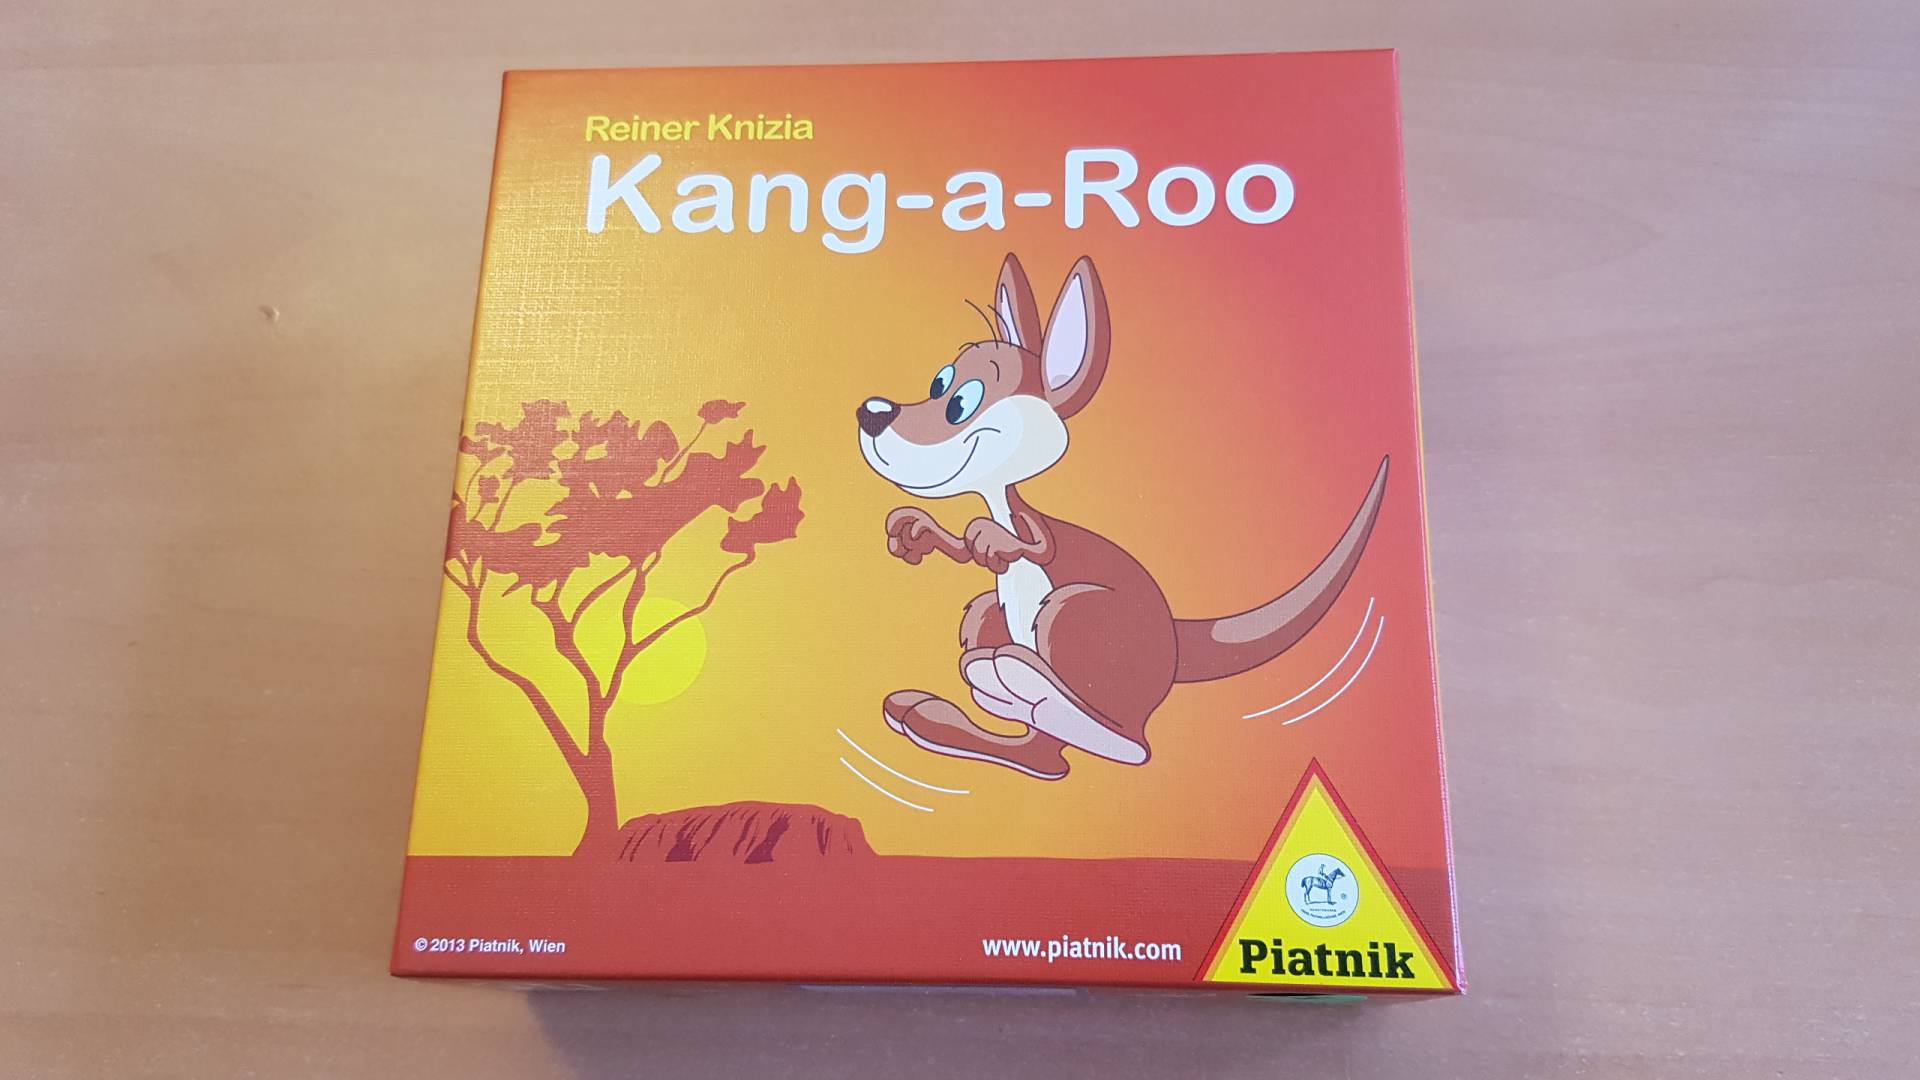 Reiner Knizia
Kang-a-Roo
© 2013 Piatnik, Wien
www.piatnik.com
Piatnik